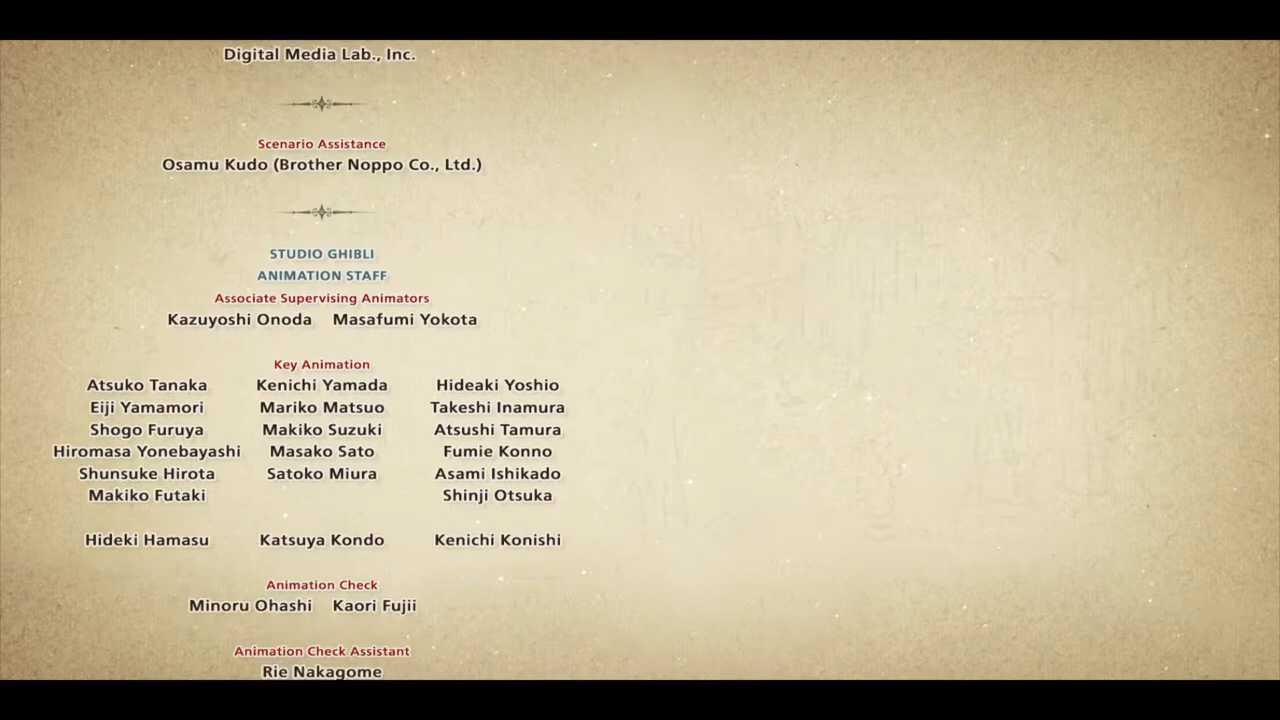 Digital Media Lab., Inc.
Scenario Assistance
Osamu Kudo (Brother Noppo Co., Ltd.)
STUDIO GHIBLI
ANIMATION STAFF
Associate Supervising Animators
Kazuyoshi Onoda Masafumi Yokota
Key Animation
Atsuko Tanaka Kenichi Yamada Hideaki Yoshio
Eiji Yamamori Mariko Matsuo Takeshi Inamura
Shogo Furuya Makiko Suzuki Atsushi Tamura
Hiromasa Yonebayashi Masako Sato Fumie Konno
Shunsuke Hirota Satoko Miura Asami Ishikado
Makiko Futaki Shinji Otsuka
Hideki Hamasu Katsuya Kondo Kenichi Konishi
Animation Check
Minoru Ohashi Kaori Fujii
Animation Check Assistant
Rie Nakagome